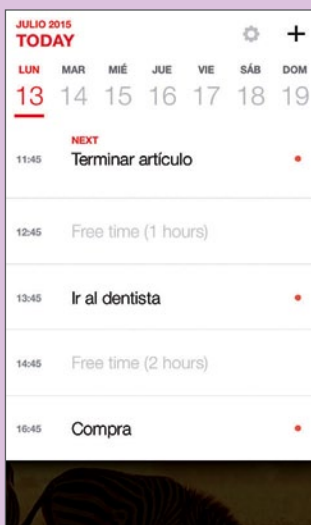 JULIO 2015
TODAY
LUN MAR MIÉ JUE VIE SÁB DOM
13 14 15 16 17 18 19
NEXT
11:45 Terminar artículo
12:45 Free time (1 hours)
13:45 Ir al dentista
14:45 Free time (2 hours)
16:45 Compra